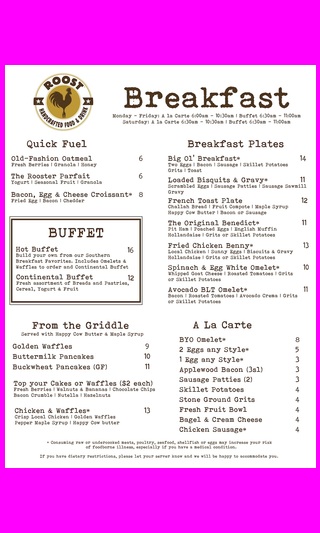 ROOST
HANDCRAFTED FOOD & DRINK
Breakfast
Monday - Friday: A la Carte 6:00am - 10:30am | Buffet 6:30am - 11:00am
Saturday: A la Carte 6:30am - 10:30am | Buffet 6:30am - 11:00am
Quick Fuel
Old-Fashion Oatmeal 6
Fresh Berries | Granola | Honey
The Rooster Parfait 6
Yogurt | Seasonal Fruit | Granola
Bacon, Egg & Cheese Croissant* 8
Fried Egg | Bacon | Cheddar
BUFFET
Hot Buffet 16
Build your own from our Southern
Breakfast Favorites. Includes Omelets &
Waffles to order and Continental Buffet
Continental Buffet 12
Fresh assortment of Breads and Pastries,
Cereal, Yogurt & Fruit
From the Griddle
Served with Happy Cow Butter & Maple Syrup
Golden Waffles 9
Buttermilk Pancakes 10
Buckwheat Pancakes (GF) 11
Top your Cakes or Waffles ($2 each)
Fresh Berries | Walnuts & Bananas | Chocolate Chips
Bacon Crumble | Nutella | Hazelnuts
Chicken & Waffles* 13
Crispy Local Chicken | Golden Waffles
Pepper Maple Syrup | Happy Cow butter
Breakfast Plates
Big Ol' Breakfast* 14
Two Eggs | Bacon | Sausage | Skillet Potatoes
Grits | Toast
Loaded Bisquits & Gravy* 11
Scrambled Eggs | Sausage Patties | Sausage Sawmill
Gravy
French Toast Plate 12
Challah Bread | Fruit Compote | Maple Syrup
Happy Cow Butter | Bacon or Sausage
The Original Benedict* 11
Pit Ham | Poached Eggs | English Muffin
Hollandaise | Grits or Skillet Potatoes
Fried Chicken Benny* 13
Local Chicken | Sunny Eggs | Biscuits & Gravy
Hollandaise | Grits or Skillet Potatoes
Spinach & Egg White Omelet* 10
Whipped Goat Cheese | Roasted Tomatoes | Grits
or Skillet Potatoes
Avocado BLT Omelet* 11
Bacon | Roasted Tomatoes | Avocado Crema | Grits
or Skillet Potatoes
A La Carte
BYO Omelet* 8
2 Eggs any Style* 5
1 Egg any Style* 3
Applewood Bacon (3sl) 3
Sausage Patties (2) 3
Skillet Potatoes 4
Stone Ground Grits 4
Fresh Fruit Bowl 4
Bagel & Cream Cheese 4
Chicken Sausage* 4
* Consuming raw or undercooked meats, poultry, seafood, shellfish or eggs may increase your risk
of foodborne illness, especially if you have a medical condition.
If you have dietary restrictions, please let your server know and we will be happy to accommodate.